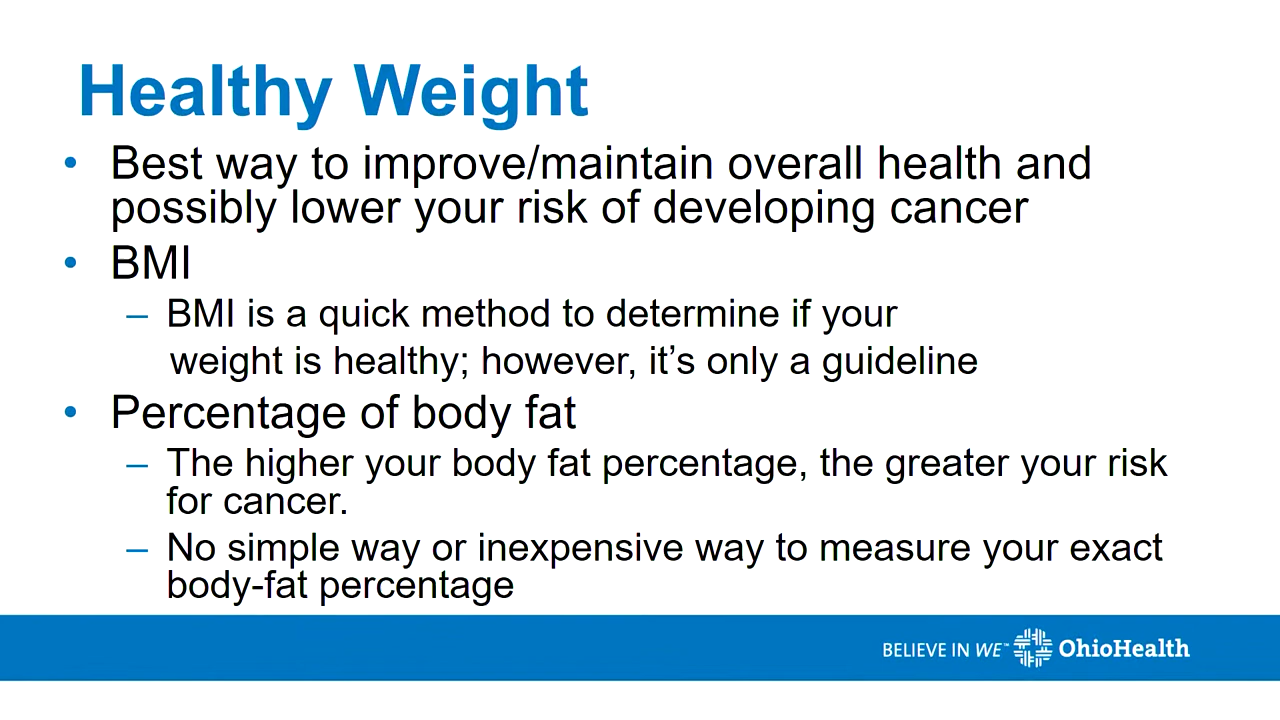 Healthy Weight
• Best way to improve/maintain overall health and
possibly lower your risk of developing cancer
• BMI
– BMI is a quick method to determine if your
weight is healthy; however, it’s only a guideline
• Percentage of body fat
– The higher your body fat percentage, the greater your risk
for cancer.
– No simple way or inexpensive way to measure your exact
body-fat percentage
BELIEVE IN WE™ OhioHealth